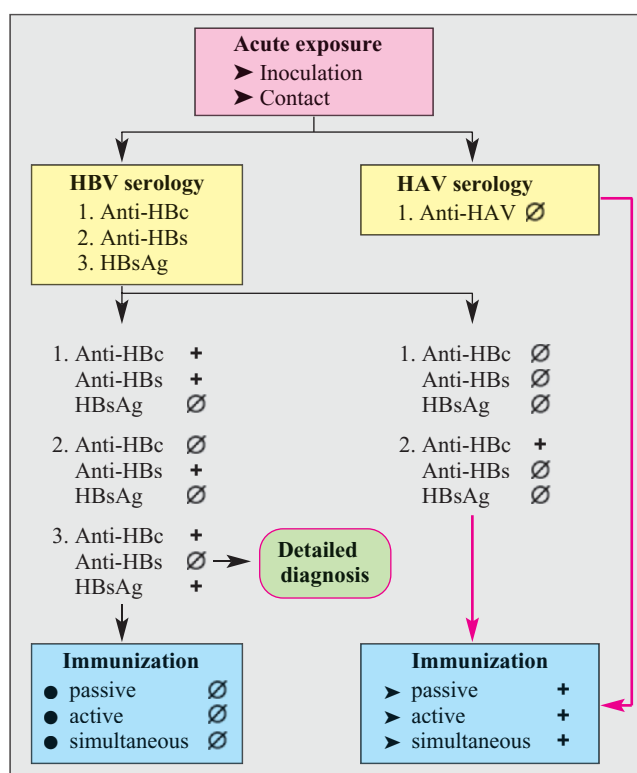 Acute exposure
➤ Inoculation
➤ Contact
HBV serology
1. Anti-HBc
2. Anti-HBs
3. HBsAg
HAV serology
1. Anti-HAV ∅
1. Anti-HBc +
Anti-HBs +
HBsAg ∅
2. Anti-HBc ∅
Anti-HBs +
HBsAg ∅
3. Anti-HBc +
Anti-HBs ∅
HBsAg +
Detailed
diagnosis
1. Anti-HBc ∅
Anti-HBs ∅
HBsAg ∅
2. Anti-HBc +
Anti-HBs ∅
HBsAg ∅
Immunization
● passive ∅
● active ∅
● simultaneous ∅
Immunization
➤ passive +
➤ active +
➤ simultaneous +